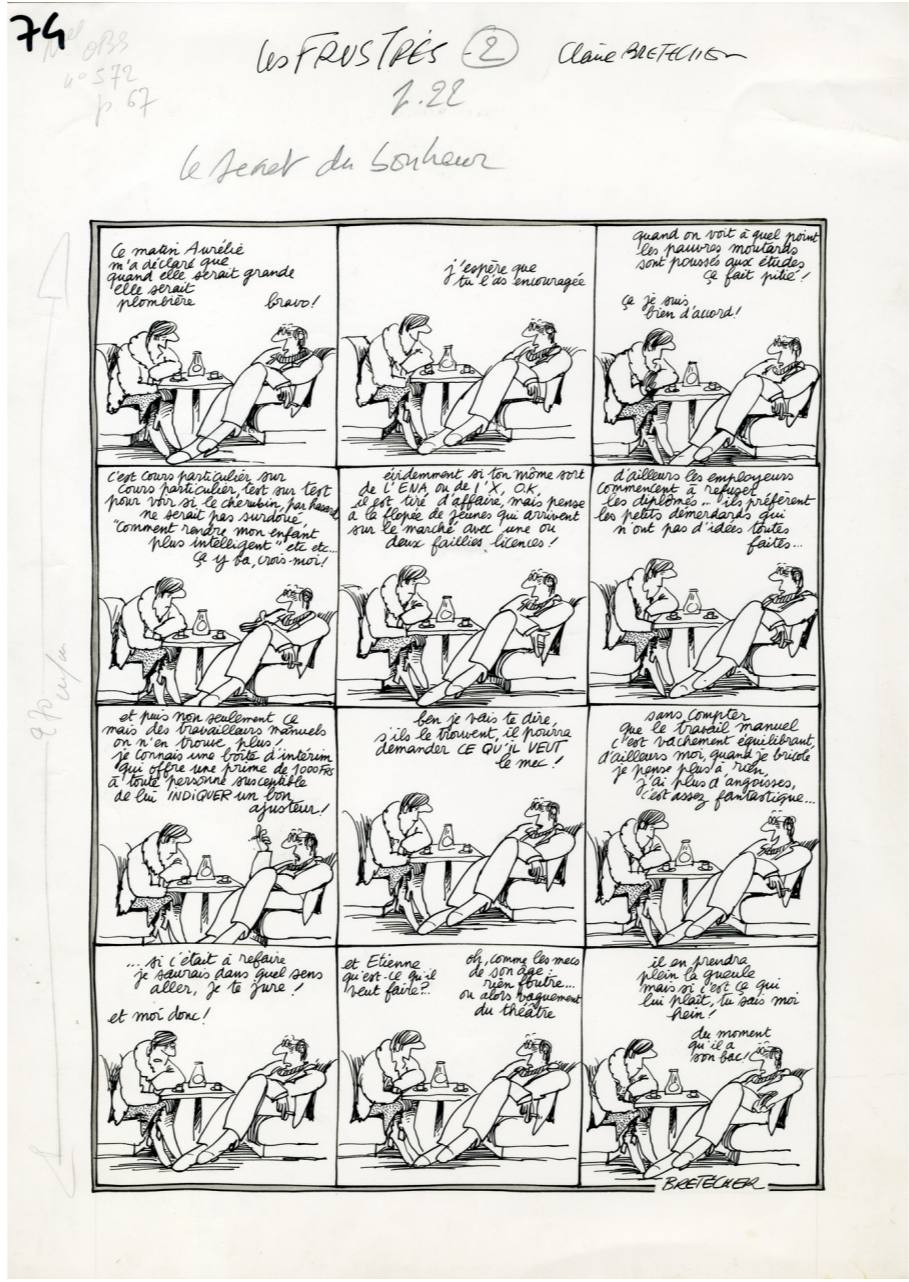 74
Nel OBS
n° 572
p 67
Les FRUSTRÉS - 2
Claire BRETECHER
p. 22
le secret du bonheur
Ce matin Aurélie
m'a déclaré que
quand elle serait grande
elle serait
plombière
bravo!
j'espère que
tu l'as encouragée
quand on voit à quel point
les pauvres moutards
sont poussés aux études
ça fait pitié!
ça je suis
bien d'accord!
c'est cours particulier sur
cours particulier, test sur test
pour voir si le chérubin, par hasard
ne serait pas surdoué,
"Comment rendre mon enfant
plus intelligent" etc etc...
ça y va, crois-moi!
évidemment si ton môme sort
de l'ENA, ou de l'X, O.K.
il est tiré d'affaire, mais pense
à la flopée de jeunes qui arrivent
sur le marché avec une ou
deux faillies licences!
d'ailleurs les employeurs
commencent à refuser
les diplômés... ils préfèrent
les petits démerdards qui
n'ont pas d'idées toutes
faites...
et puis non seulement ça
mais des travailleurs manuels
on n'en trouve plus!
je connais une boîte d'intérim
qui offre une prime de 1000 Frs
à toute personne susceptible
de lui INDIQUER un bon
ajusteur!
ben je vais te dire,
s'ils le trouvent, il pourra
demander CE QU'IL VEUT
le mec!
sans compter
que le travail manuel
c'est vachement équilibrant,
d'ailleurs moi, quand je bricole
je pense plus à rien,
j'ai plus d'angoisses,
c'est assez fantastique...
... si c'était à refaire
je saurais dans quel sens
aller, je te jure!
et moi donc!
et Etienne
qu'est-ce qu'il
veut faire?..
oh, comme les mecs
de son âge:
rien foutre...
ou alors vaguement
du théâtre
il en prendra
plein la gueule
mais si c'est ça qui
lui plaît, tu sais moi
hein!
du moment
qu'il a
son bac!
BRETECHER